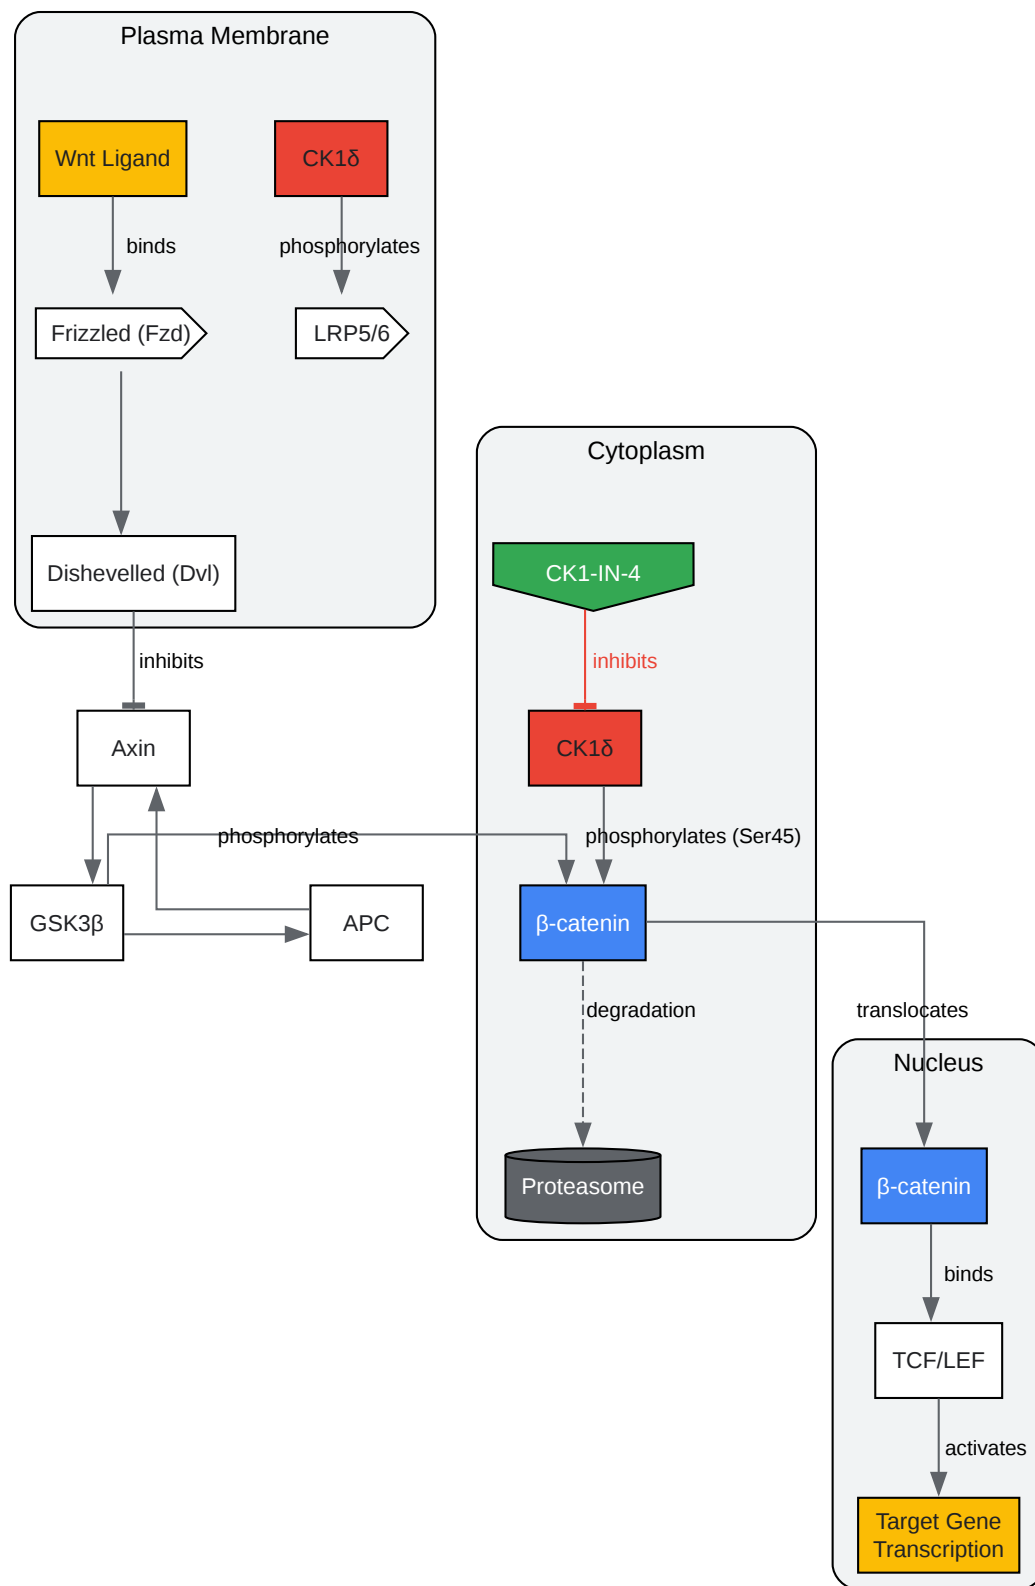 Plasma Membrane
Wnt Ligand
CK1δ
binds
phosphorylates
Frizzled (Fzd)
LRP5/6
Cytoplasm
CK1-IN-4
Dishevelled (Dvl)
inhibits
inhibits
Axin
CK1δ
phosphorylates
phosphorylates (Ser45)
GSK3β
APC
β-catenin
degradation
translocates
Nucleus
Proteasome
β-catenin
binds
TCF/LEF
activates
Target Gene
Transcription